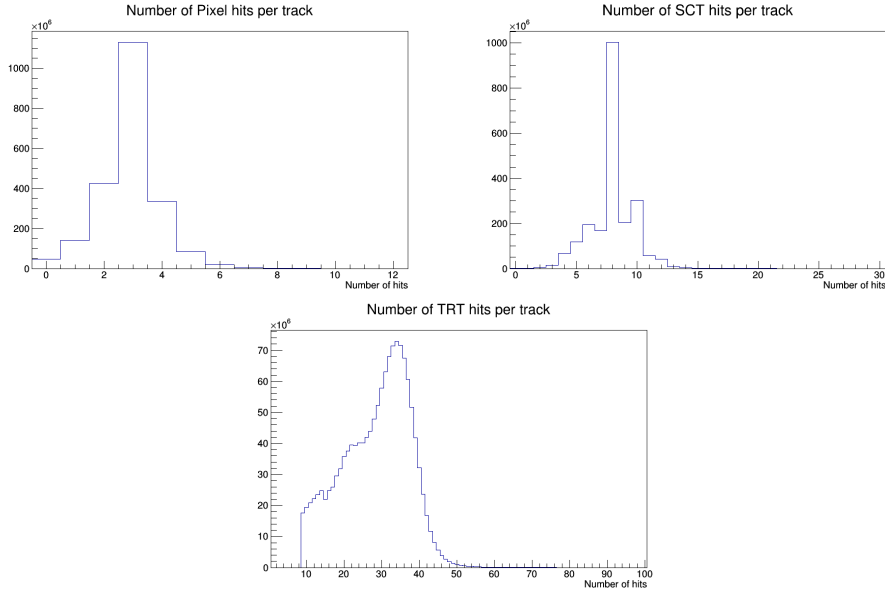 Number of Pixel hits per track
×10⁶
1000
800
600
400
200
0
0 2 4 6 8 10 12
Number of hits
Number of SCT hits per track
×10⁶
1000
800
600
400
200
0
0 5 10 15 20 25 30
Number of hits
Number of TRT hits per track
×10⁶
70
60
50
40
30
20
10
0
10 20 30 40 50 60 70 80 90 100
Number of hits